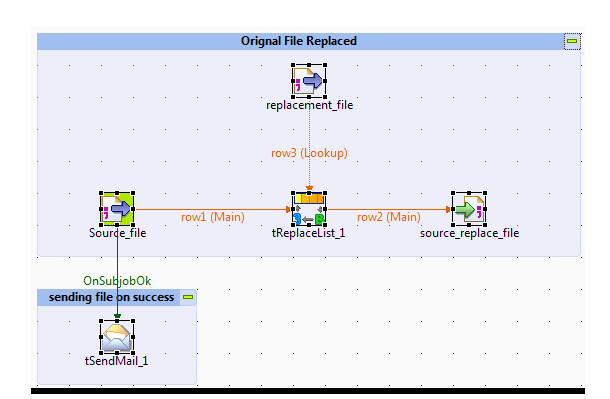 Orignal File Replaced
replacement_file
row3 (Lookup)
row1 (Main)
row2 (Main)
Source_file
tReplaceList_1
source_replace_file
OnSubjobOk
sending file on success
tSendMail_1